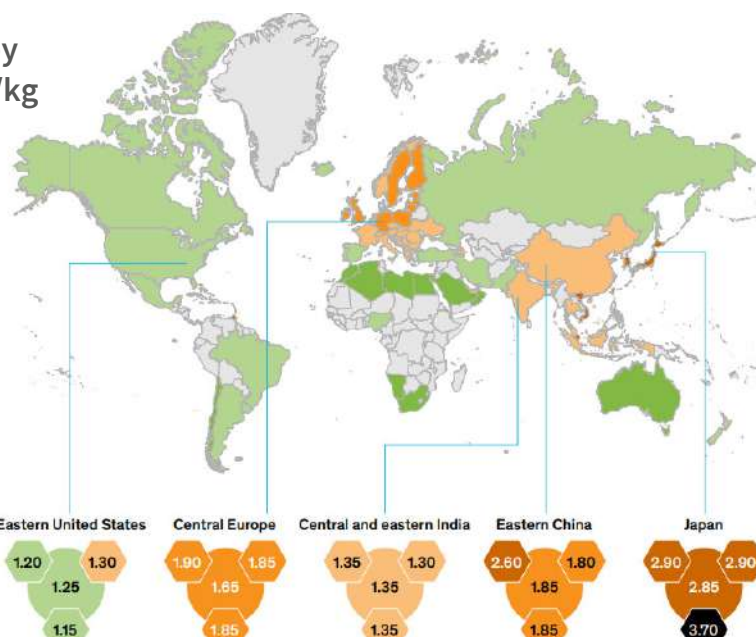 y
/kg
Eastern United States
Central Europe
Central and eastern India
Eastern China
Japan
1.20 1.30
1.25
1.15
1.90 1.85
1.65
1.85
1.35 1.30
1.35
1.35
2.60 1.80
1.85
1.85
2.90 2.90
2.85
3.70